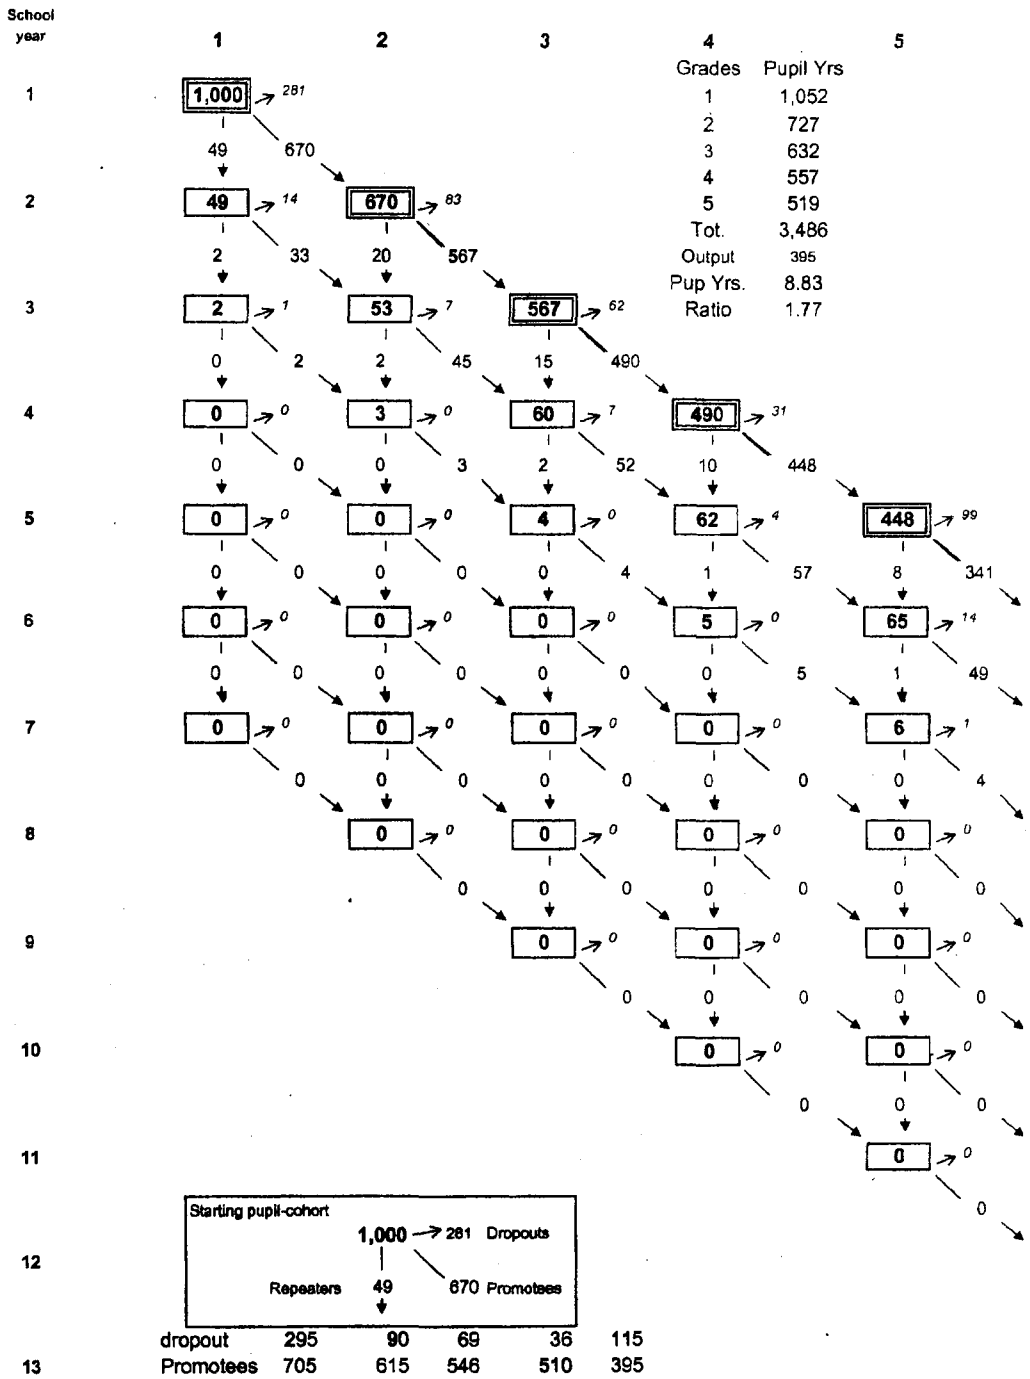 School
year 1 2 3 4 5
Grades Pupil Yrs
1 1,000 281 1 1,052
2 727
49 670 3 632
4 557
2 49 14 670 83 5 519
Tot. 3,486
2 33 20 567 Output 395
Pup Yrs. 8.83
3 2 1 53 7 567 62 Ratio 1.77
0 2 2 45 15 490
4 0 0 3 0 60 7 490 31
0 0 0 3 2 52 10 448
5 0 0 0 0 4 0 62 4 448 99
0 0 0 0 0 4 1 57 8 341
6 0 0 0 0 0 0 5 0 65 14
0 0 0 0 0 0 0 5 1 49
7 0 0 0 0 0 0 0 0 6 1
0 0 0 0 0 0 0 0 4
8 0 0 0 0 0 0 0 0
0 0 0 0 0 0 0
9 0 0 0 0 0 0
0 0 0 0 0
10 0 0 0 0
0 0 0
11 0 0
Starting pupil-cohort 0
1,000 281 Dropouts
12
Repeaters 49 670 Promotees
dropout 295 90 69 36 115
13 Promotees 705 615 546 510 395